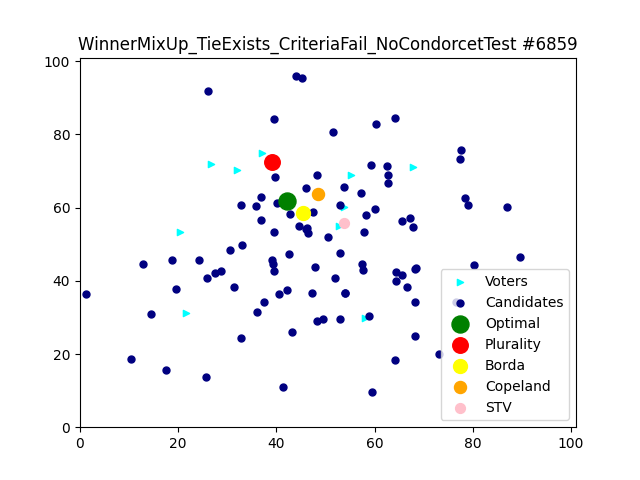 WinnerMixUp_TieExists_CriteriaFail_NoCondorcetTest #6859
100
80
60
40
20
0
0 20 40 60 80 100
Voters
Candidates
Optimal
Plurality
Borda
Copeland
STV